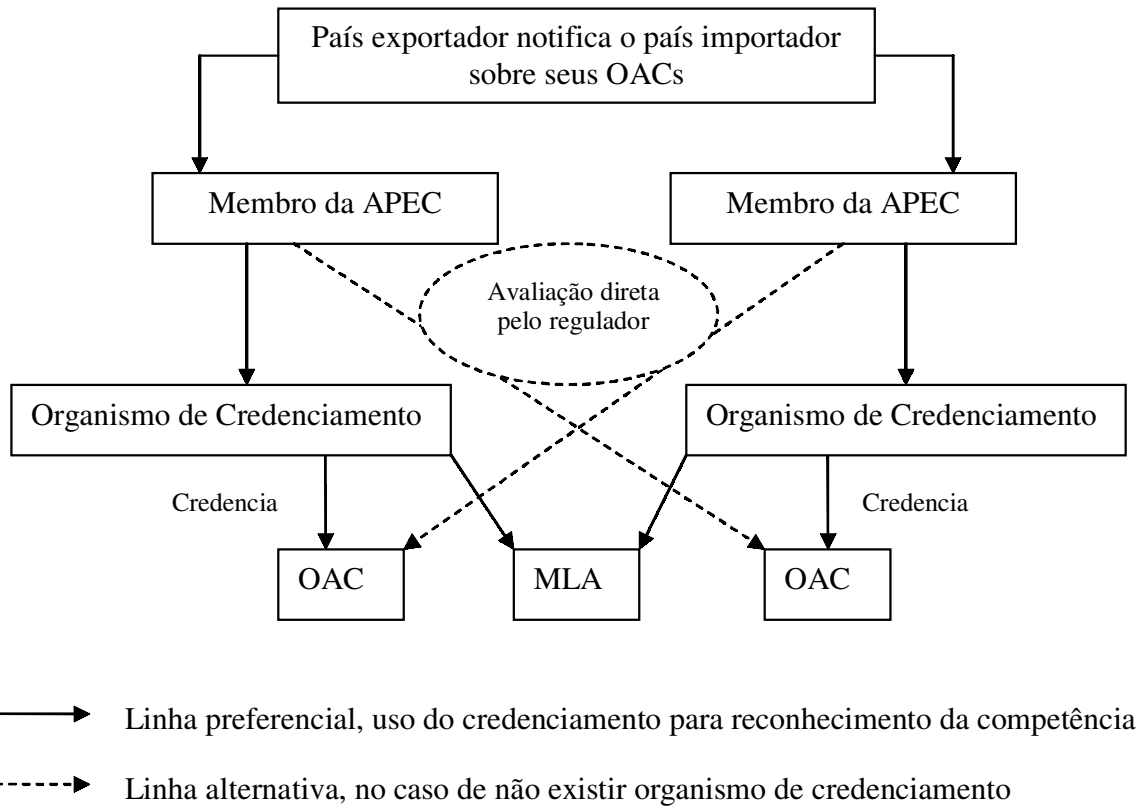 País exportador notifica o país importador
sobre seus OACs
Membro da APEC
Membro da APEC
Avaliação direta
pelo regulador
Organismo de Credenciamento
Organismo de Credenciamento
Credencia
Credencia
OAC
MLA
OAC
Linha preferencial, uso do credenciamento para reconhecimento da competência
Linha alternativa, no caso de não existir organismo de credenciamento